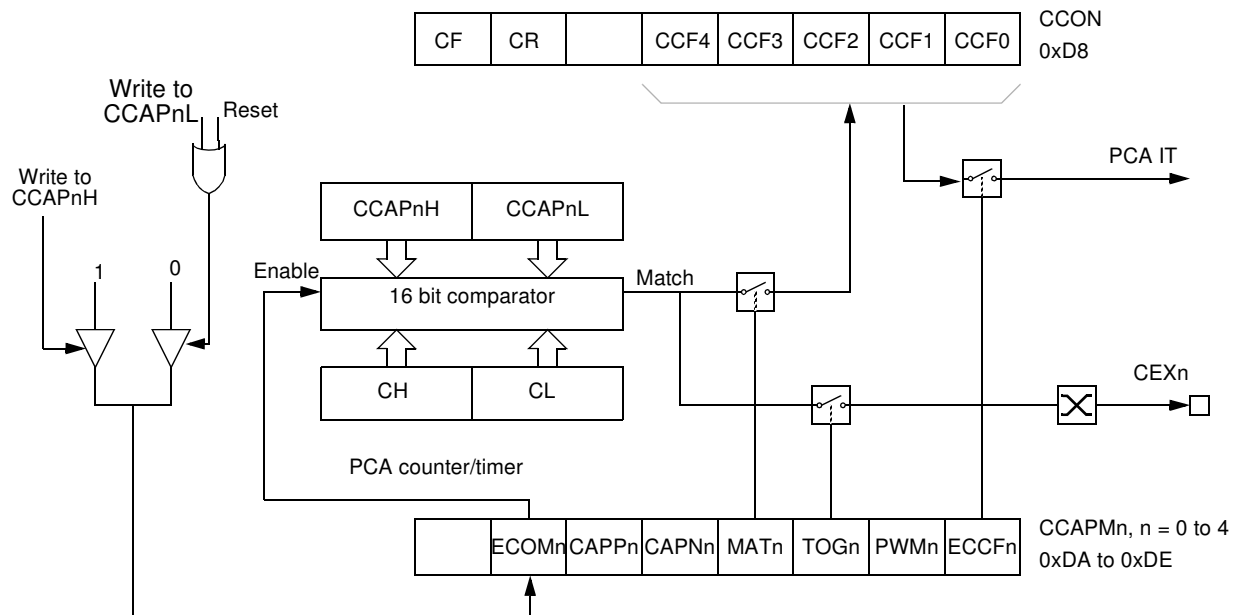 CCON
CF CR CCF4 CCF3 CCF2 CCF1 CCF0
0xD8
Write to
CCAPnL
Reset
PCA IT
Write to
CCAPnH
CCAPnH CCAPnL
Enable
1
0
16 bit comparator
Match
CH CL
CEXn
PCA counter/timer
ECOMn CAPPn CAPNn MATn TOGn PWMn ECCFn
CCAPMn, n = 0 to 4
0xDA to 0xDE